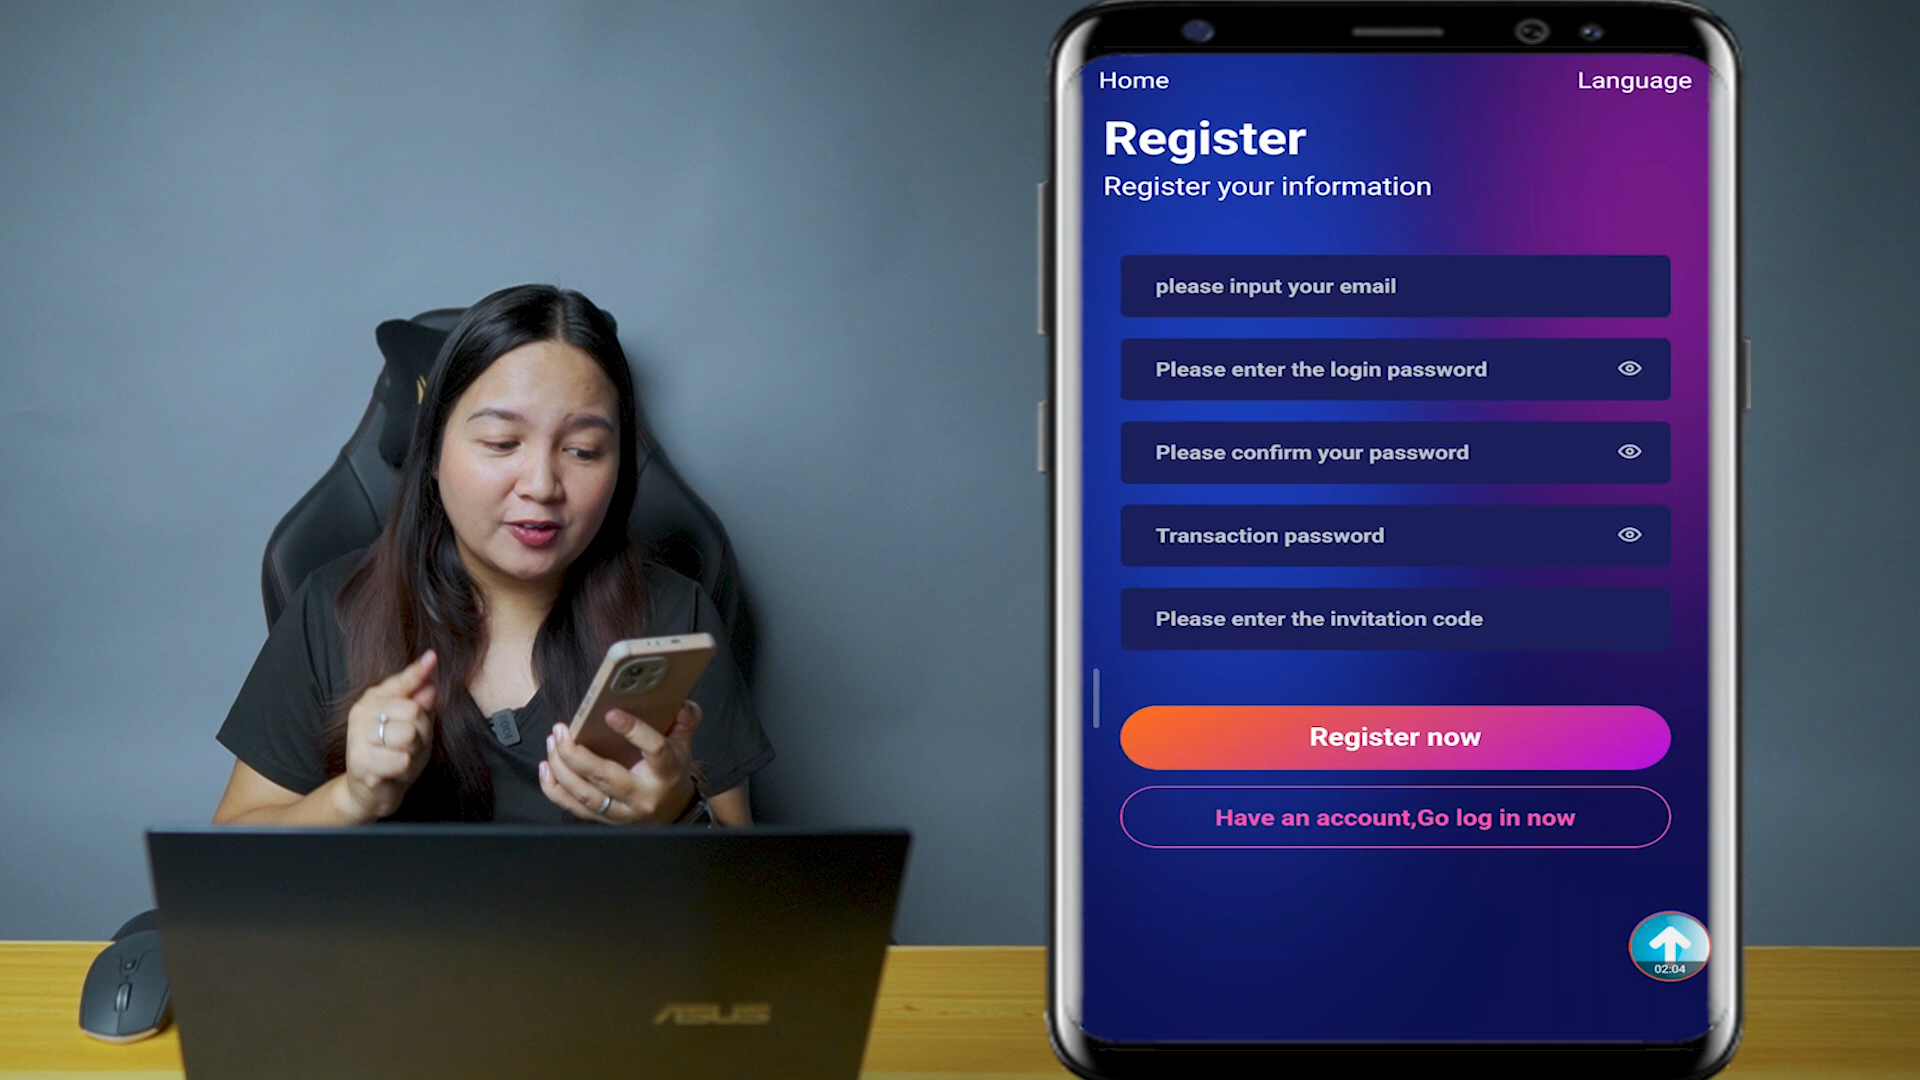 Home
Language
Register
Register your information
please input your email
Please enter the login password
Please confirm your password
Transaction password
Please enter the invitation code
Register now
Have an account,Go log in now
02:04
ASUS